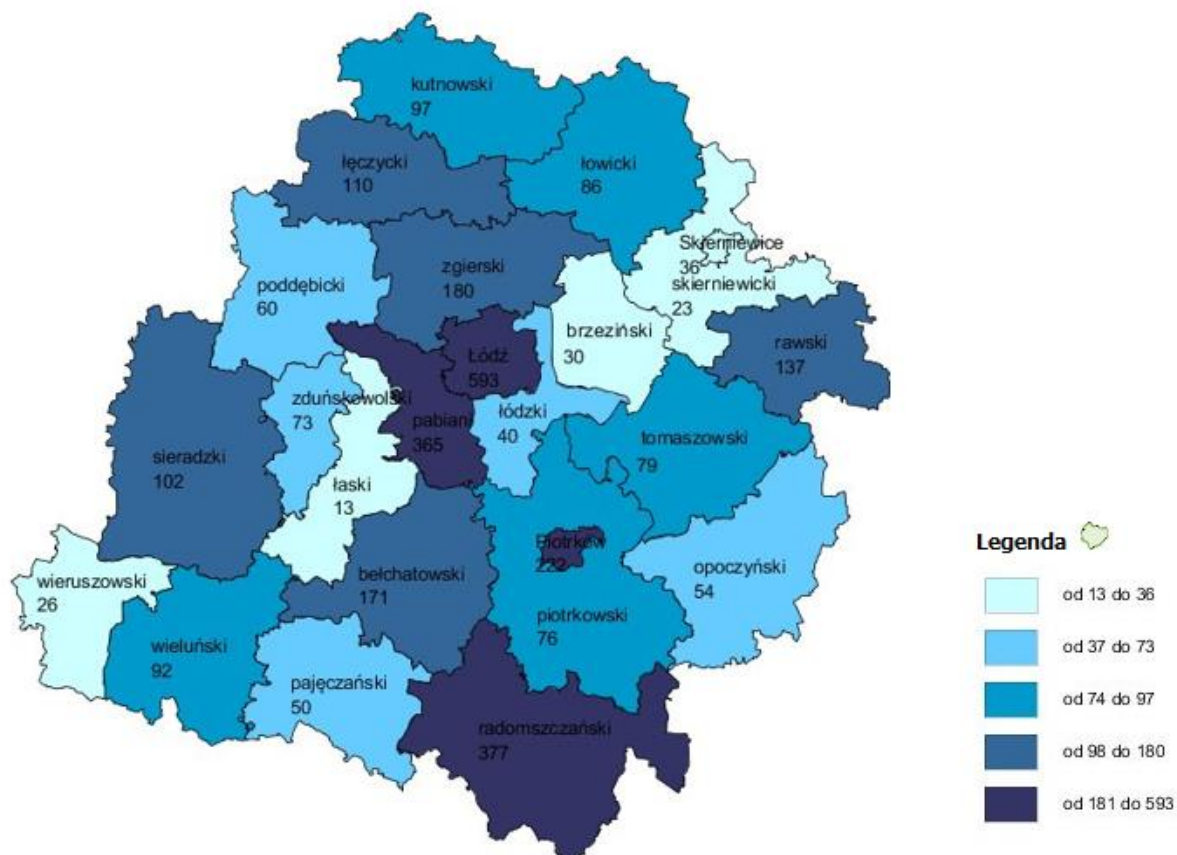 kutnowski
97
łęczycki
110
łowicki
86
Skierniewice
36
skierniewicki
23
zgierski
180
poddębicki
60
brzeziński
30
rawski
137
Łódź
593
zduńskowolski
73
pabiani
365
łódzki
40
tomaszowski
79
sieradzki
102
łaski
13
Piotrków
222
opoczyński
54
wieruszowski
26
bełchatowski
171
piotrkowski
76
wieluński
92
pajęczański
50
radomszczański
377
Legenda
od 13 do 36
od 37 do 73
od 74 do 97
od 98 do 180
od 181 do 593